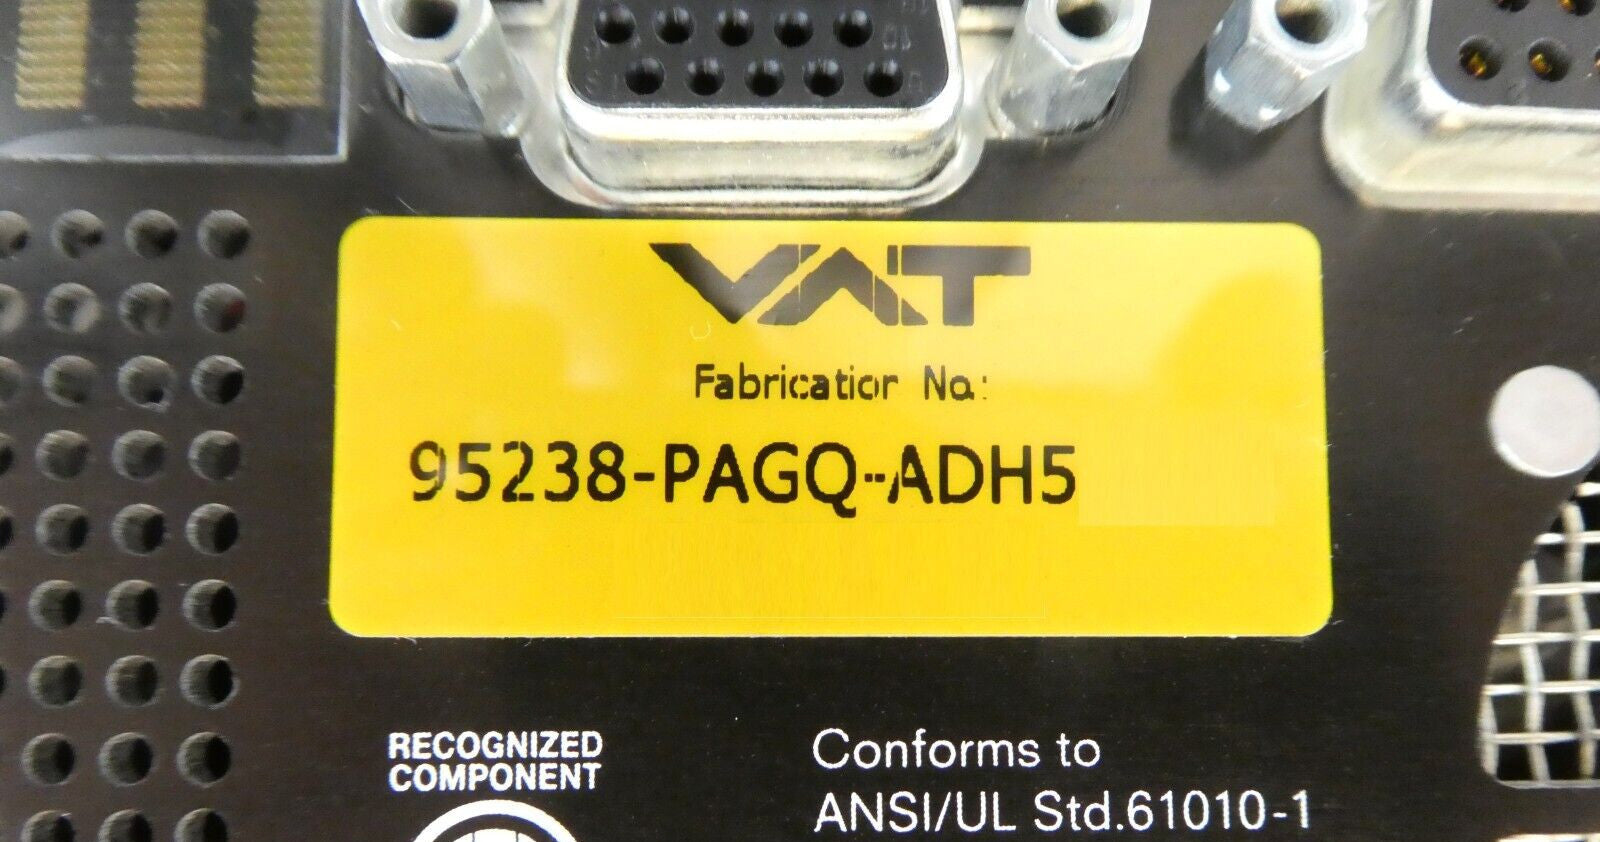 VAT
Fabrication No.:
95238-PAGQ-ADH5
RECOGNIZED
COMPONENT
Conforms to
ANSI/UL Std.61010-1